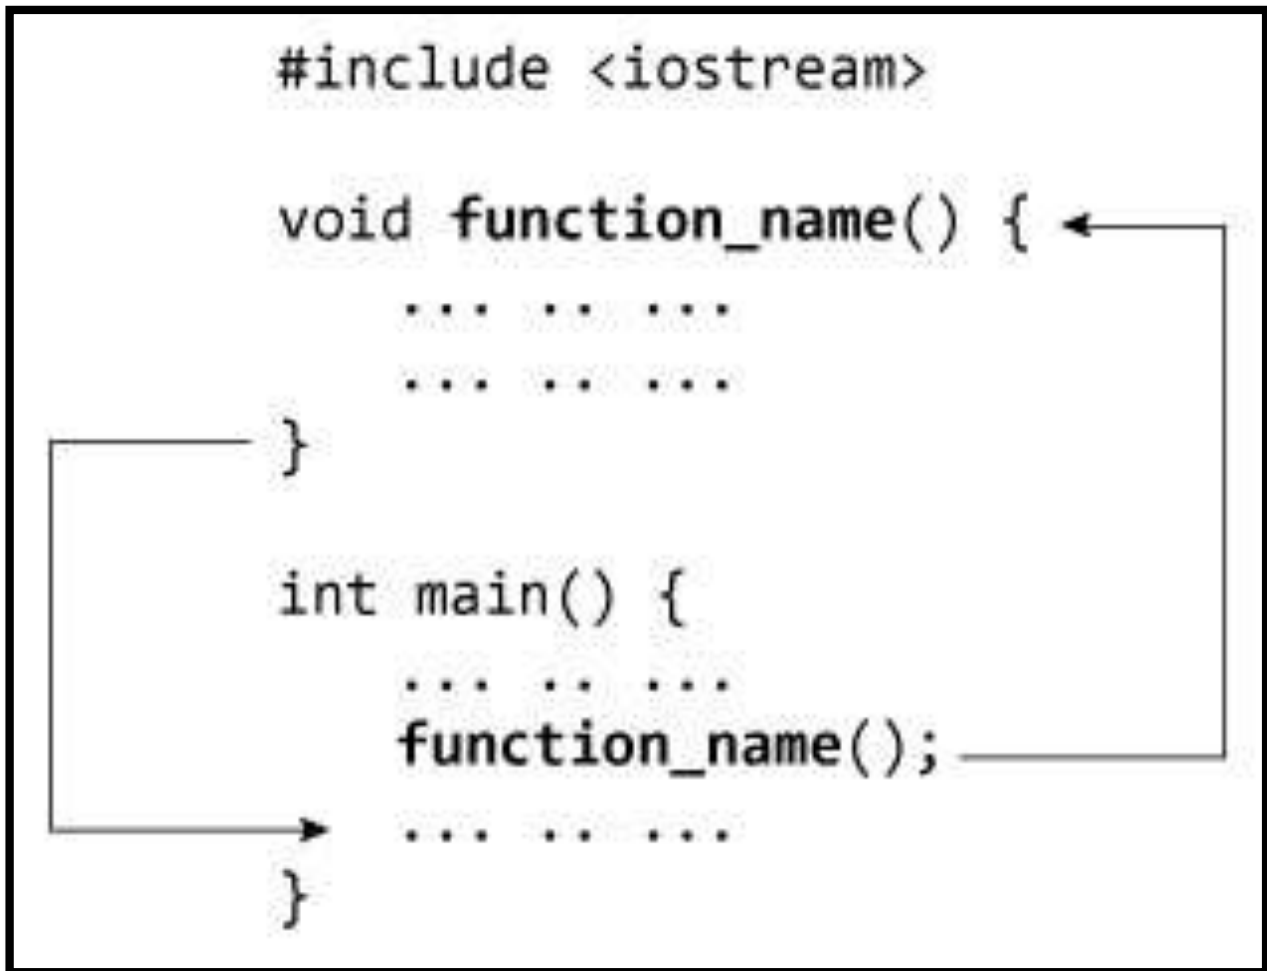 #include <iostream>
void function_name() {
... .. ...
... .. ...
}
int main() {
... .. ...
function_name();
... .. ...
}